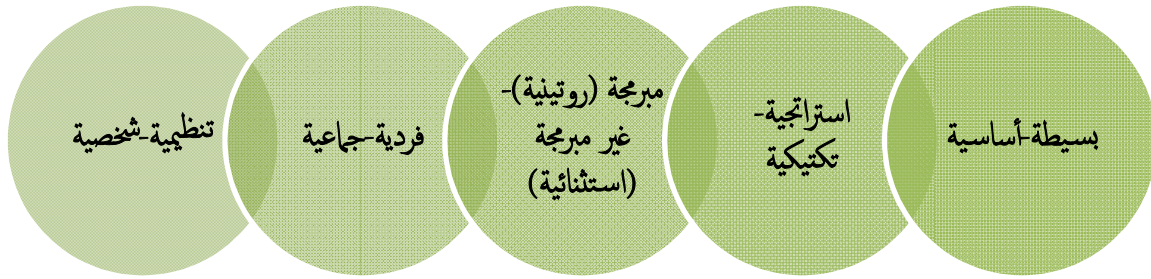 بسيطة-أساسية
استراتجية-
تكتيكية
مبرمجة (روتينية)-
غير مبرمجة
(استثنائية)
فردية-جماعية
تنظيمية-شخصية